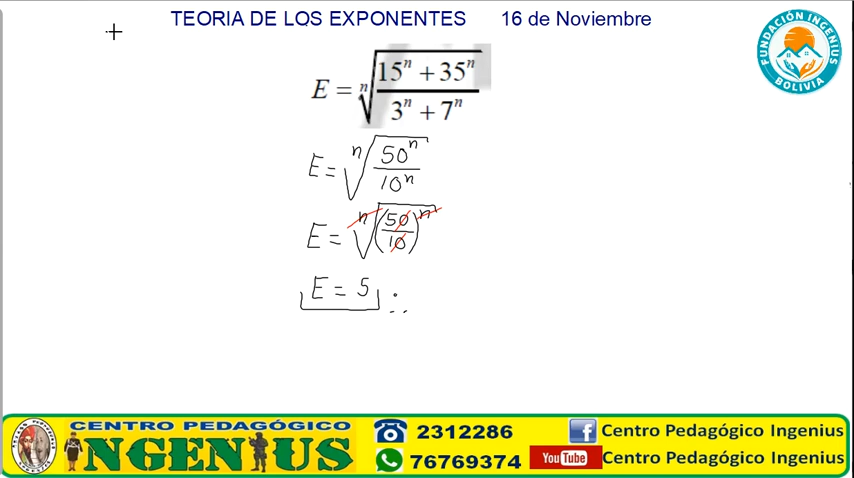 TEORIA DE LOS EXPONENTES 16 de Noviembre
FUNDACIÓN INGENIUS
BOLIVIA
E = ⁿ√((15ⁿ + 35ⁿ)/(3ⁿ + 7ⁿ))
E = ⁿ√(50ⁿ/10ⁿ)
E = ⁿ√((50/10)ⁿ)
E = 5 ∴
CENTRO PEDAGÓGICO
INGENIUS
2312286
76769374
f Centro Pedagógico Ingenius
YouTube Centro Pedagógico Ingenius